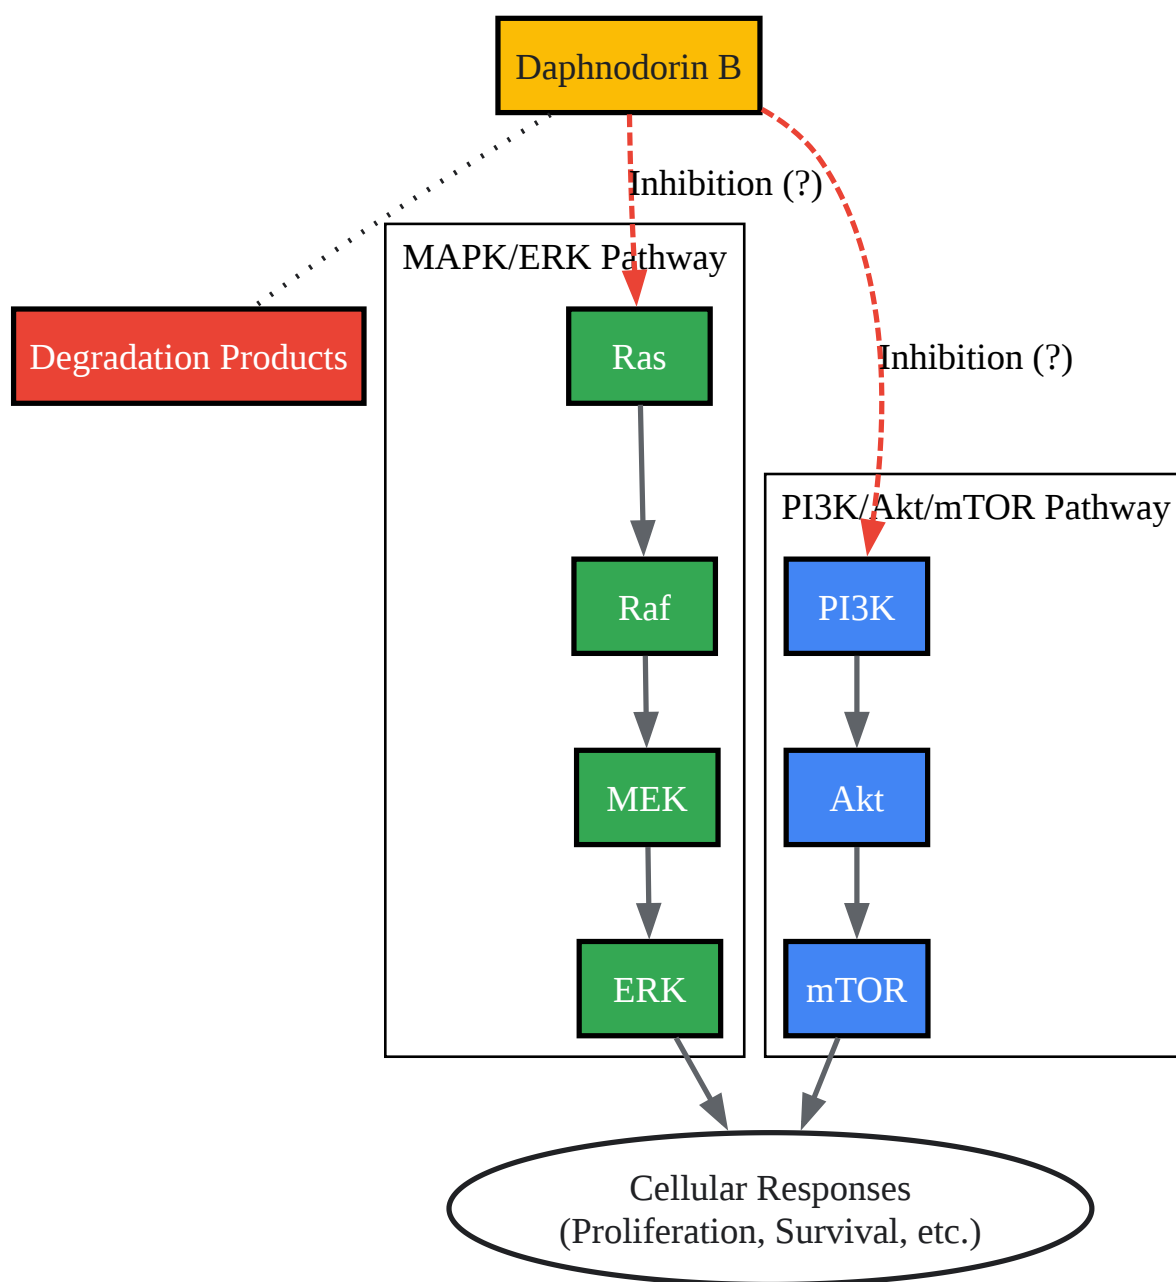 Daphnodorin B
Inhibition (?)
MAPK/ERK Pathway
Degradation Products
Ras
Inhibition (?)
PI3K/Akt/mTOR Pathway
Raf
PI3K
MEK
Akt
ERK
mTOR
Cellular Responses
(Proliferation, Survival, etc.)